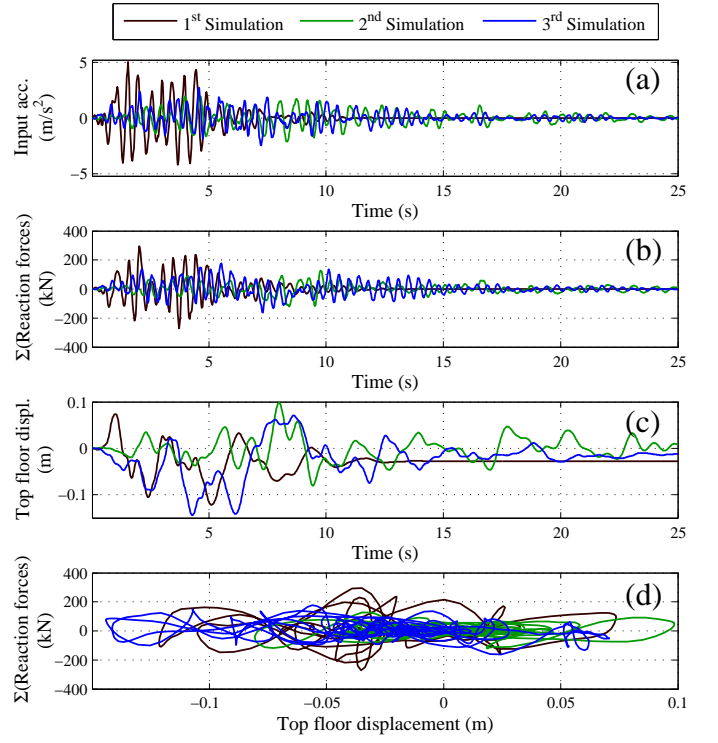 1st Simulation 2nd Simulation 3rd Simulation
(a)
Input acc.
(m/s2)
5
0
−5
5 10 15 20 25
Time (s)
(b)
Σ(Reaction forces)
(kN)
400
200
0
−200
−400
5 10 15 20 25
Time (s)
(c)
Top floor displ.
(m)
0.1
0
−0.1
5 10 15 20 25
Time (s)
(d)
Σ(Reaction forces)
kN)
400
200
0
−200
−400
−0.1 −0.05 0 0.05 0.1
Top floor displacement (m)